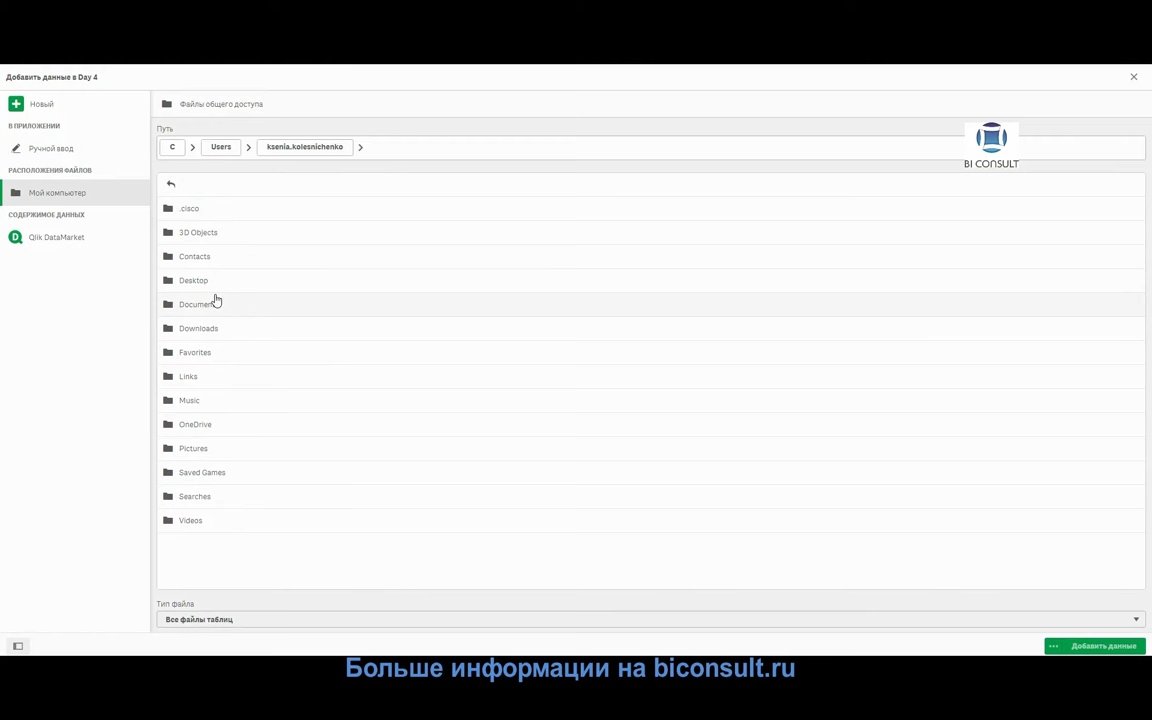 Добавить данные в Day 4
Новый
Файлы общего доступа
В ПРИЛОЖЕНИИ
Ручной ввод
РАСПОЛОЖЕНИЯ ФАЙЛОВ
Мой компьютер
СОДЕРЖИМОЕ ДАННЫХ
Qlik DataMarket
Путь
C
Users
ksenia.kolesnichenko
BI CONSULT
.cisco
3D Objects
Contacts
Desktop
Downloads
Favorites
Links
Music
OneDrive
Pictures
Saved Games
Searches
Videos
Тип файла
Все файлы таблиц
Добавить данные
Больше информации на biconsult.ru